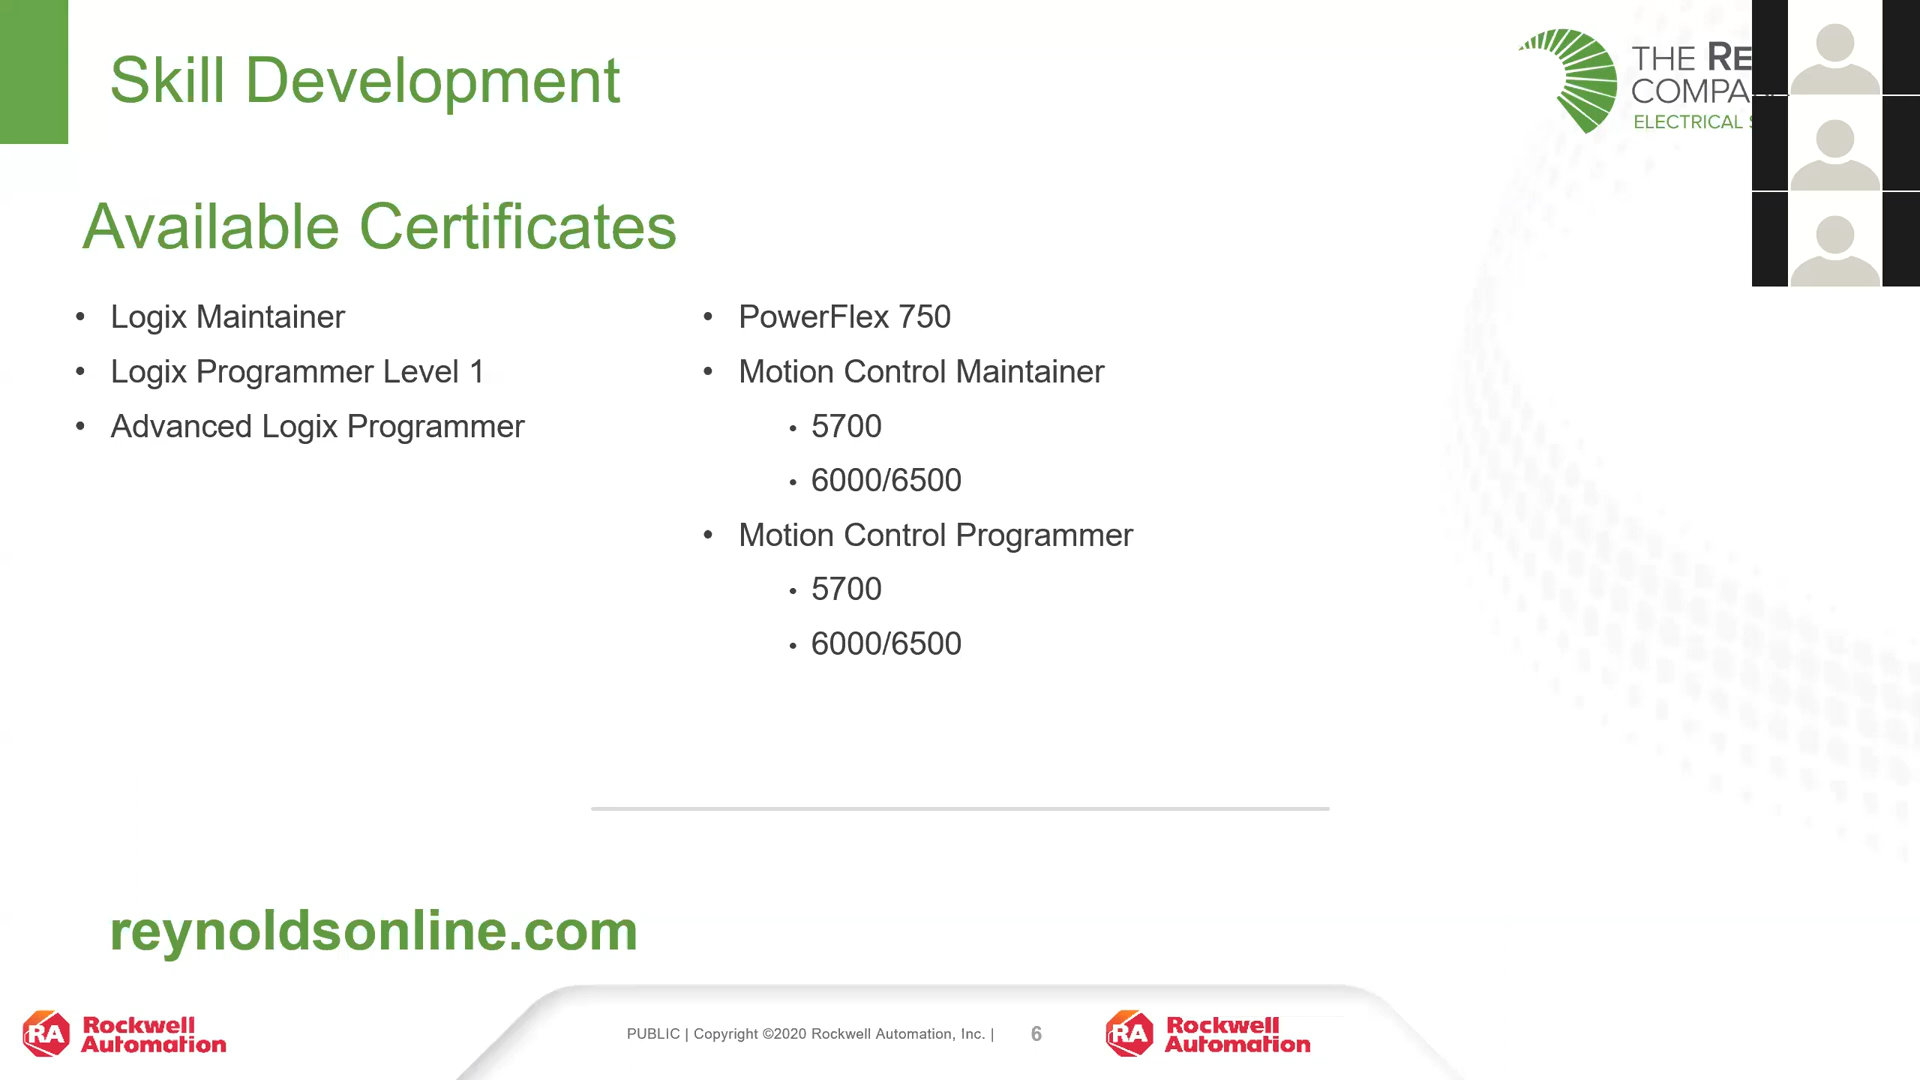 Skill Development
THE RE
COMPA
ELECTRICAL
Available Certificates
• Logix Maintainer
• Logix Programmer Level 1
• Advanced Logix Programmer
• PowerFlex 750
• Motion Control Maintainer
• 5700
• 6000/6500
• Motion Control Programmer
• 5700
• 6000/6500
reynoldsonline.com
RA Rockwell
Automation
PUBLIC | Copyright ©2020 Rockwell Automation, Inc. | 6
RA Rockwell
Automation